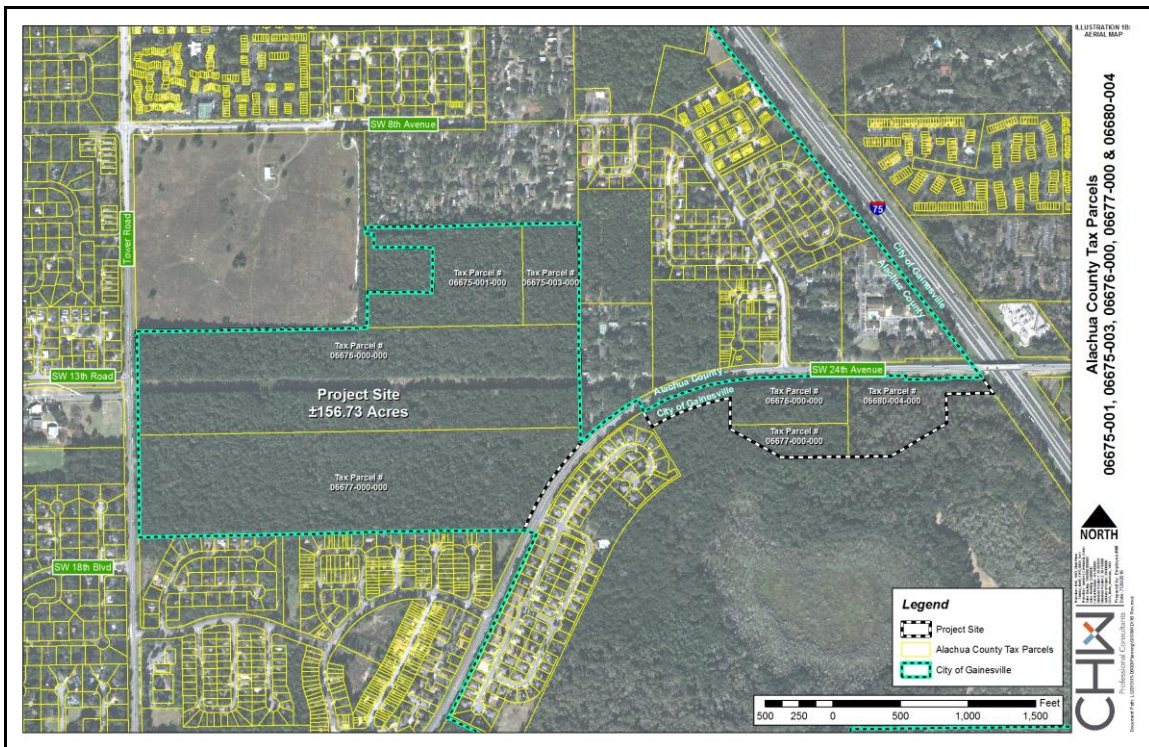 ILLUSTRATION 1B:
AERIAL MAP
Alachua County Tax Parcels
06675-001, 06675-003, 06676-000, 06677-000 & 06680-004
SW 8th Avenue
Tower Road
75
City of Gainesville
Alachua County
Tax Parcel #
06675-001-000
Tax Parcel #
06675-003-000
Tax Parcel #
06676-000-000
SW 13th Road
SW 24th Avenue
Alachua County
City of Gainesville
Project Site
±156.73 Acres
Tax Parcel #
06676-000-000
Tax Parcel #
06680-004-000
Tax Parcel #
06677-000-000
Tax Parcel #
06677-000-000
SW 18th Blvd
NORTH
Legend
Project Site
Alachua County Tax Parcels
City of Gainesville
Feet
500 250 0 500 1,000 1,500
CHW
Professional Consultants